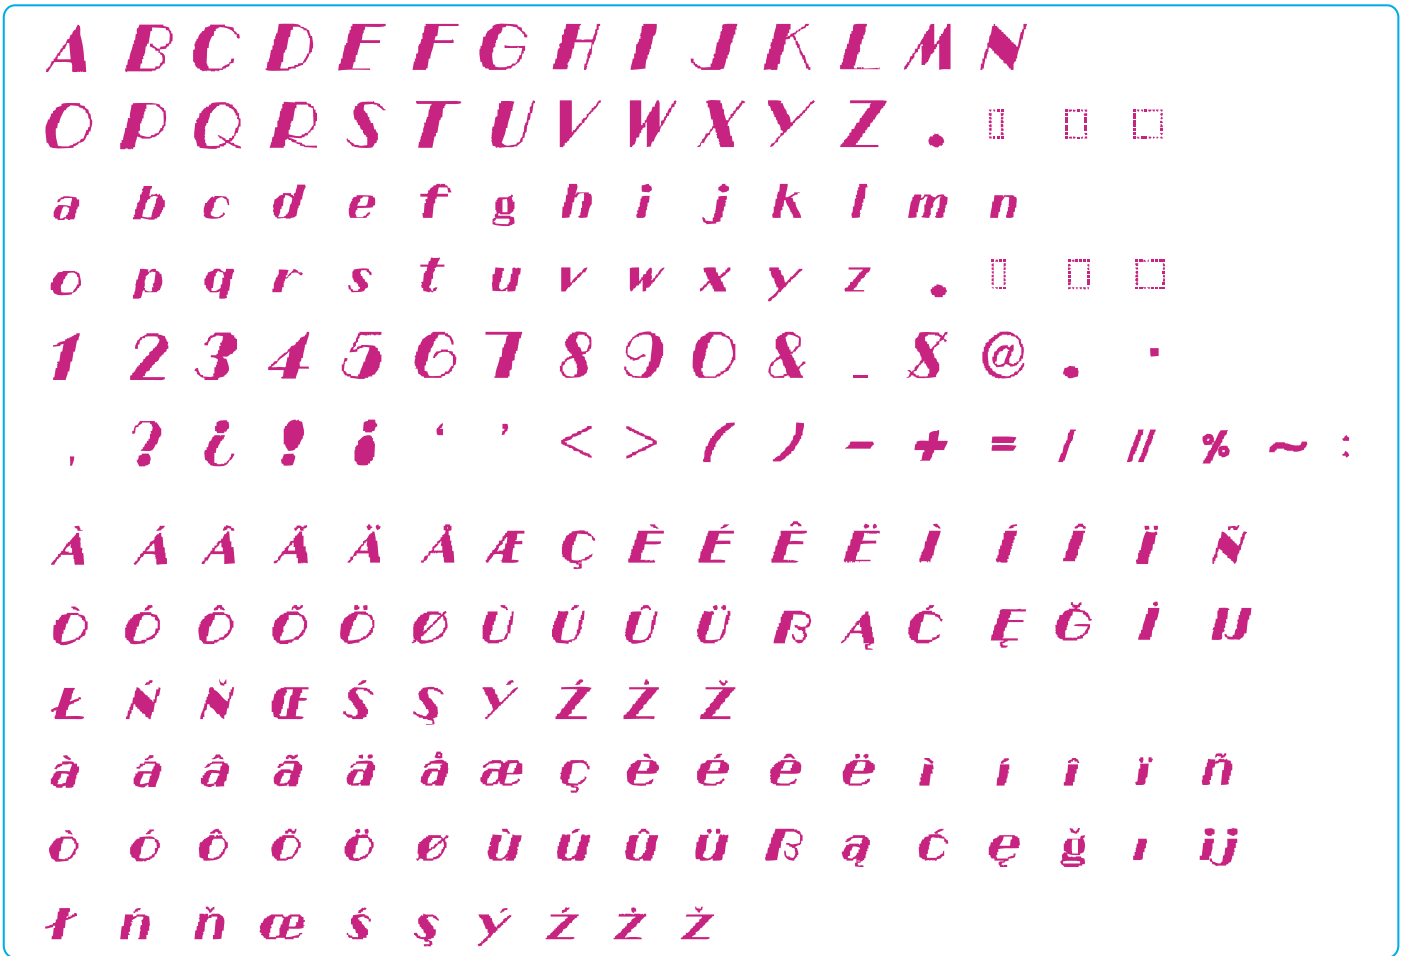 A B C D E F G H I J K L M N
O P Q R S T U V W X Y Z .
a b c d e f g h i j k l m n
o p q r s t u v w x y z .
1 2 3 4 5 6 7 8 9 0 & _ $ @ . ·
, ? ¿ ! ¡ ‘ ’ < > ( ) - + = / // % ~ :
À Á Â Ã Ä Å Æ Ç È É Ê Ë Ì Í Î Ï Ñ
Ò Ó Ô Õ Ö Ø Ù Ú Û Ü ß Ą Ć Ę Ğ İ IJ
Ł Ń Ň Œ Ś Ş Ý Ź Ż Ž
à á â ã ä å æ ç è é ê ë ì í î ï ñ
ò ó ô õ ö ø ù ú û ü ß ą ć ę ğ ı ij
ł ń ň œ ś ş ý ź ż ž